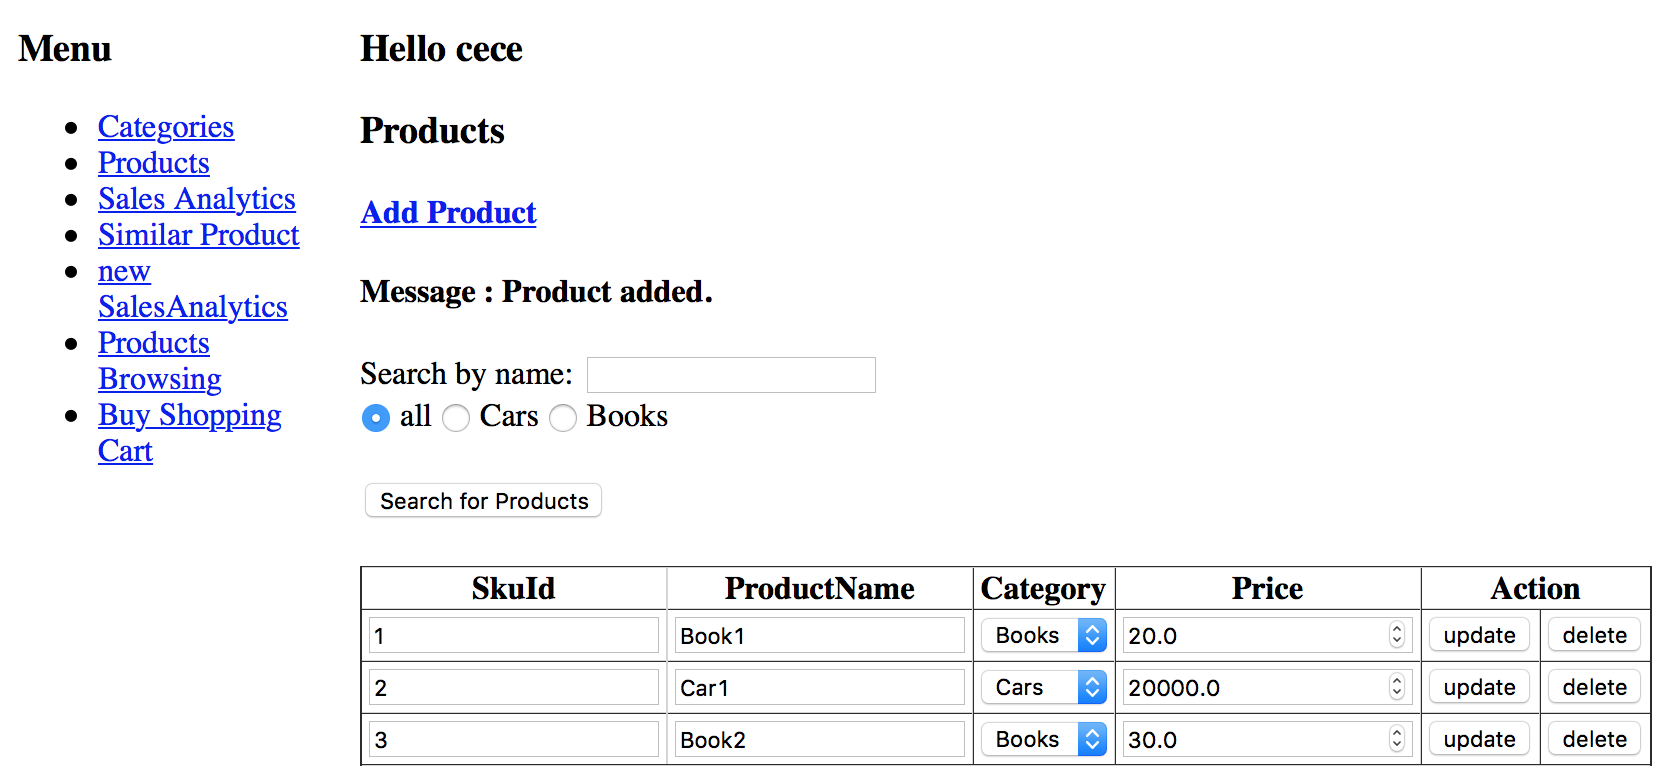 Menu
Categories
Products
Sales Analytics
Similar Product
new
SalesAnalytics
Products
Browsing
Buy Shopping
Cart
Hello cece
Products
Add Product
Message : Product added.
Search by name:
all Cars Books
Search for Products
SkuId ProductName Category Price Action
1 Book1 Books 20.0 update delete
2 Car1 Cars 20000.0 update delete
3 Book2 Books 30.0 update delete